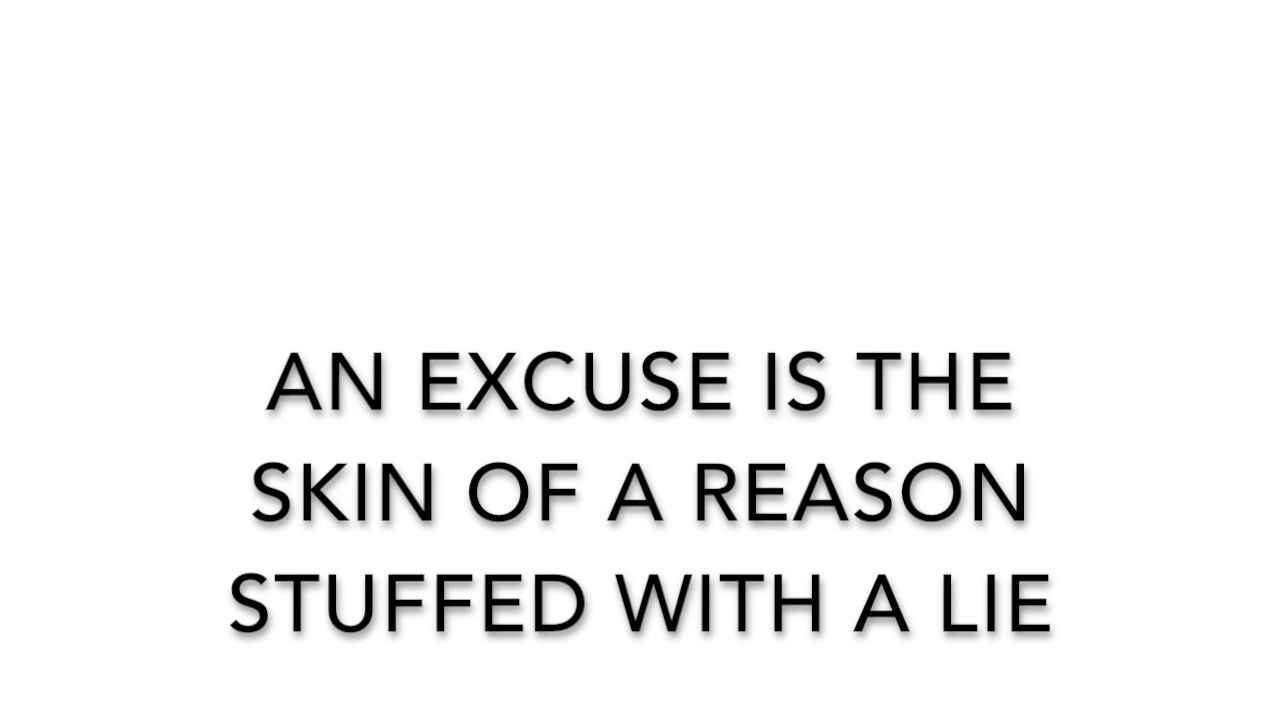 AN EXCUSE IS THE
SKIN OF A REASON
STUFFED WITH A LIE